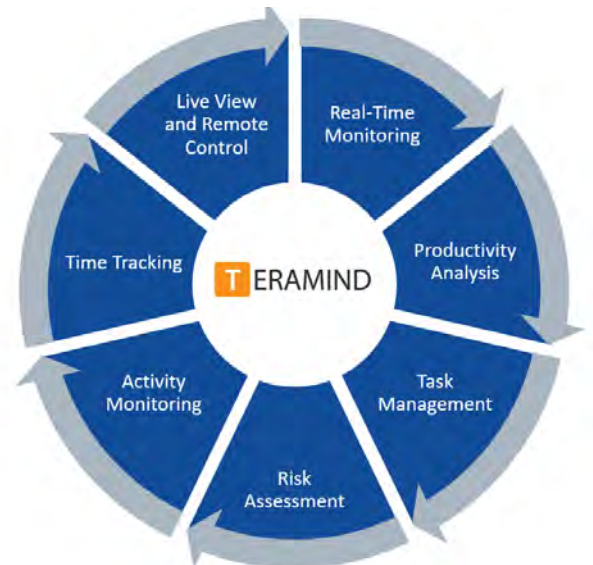 Live View
and Remote
Control
Real-Time
Monitoring
Productivity
Analysis
Task
Management
Risk
Assessment
Activity
Monitoring
Time Tracking
TERAMIND